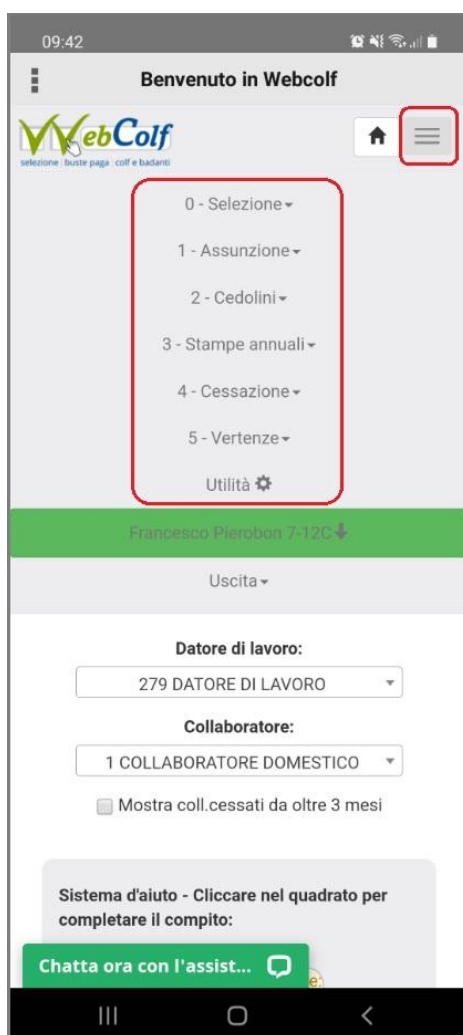 09:42
Benvenuto in Webcolf
WebColf
selezione buste paga colf e badanti
0 - Selezione
1 - Assunzione
2 - Cedolini
3 - Stampe annuali
4 - Cessazione
5 - Vertenze
Utilità
Francesco Pierobon 7-12C
Uscita
Datore di lavoro:
279 DATORE DI LAVORO
Collaboratore:
1 COLLABORATORE DOMESTICO
Mostra coll.cessati da oltre 3 mesi
Sistema d'aiuto - Cliccare nel quadrato per
completare il compito:
Chatta ora con l'assist...
e: